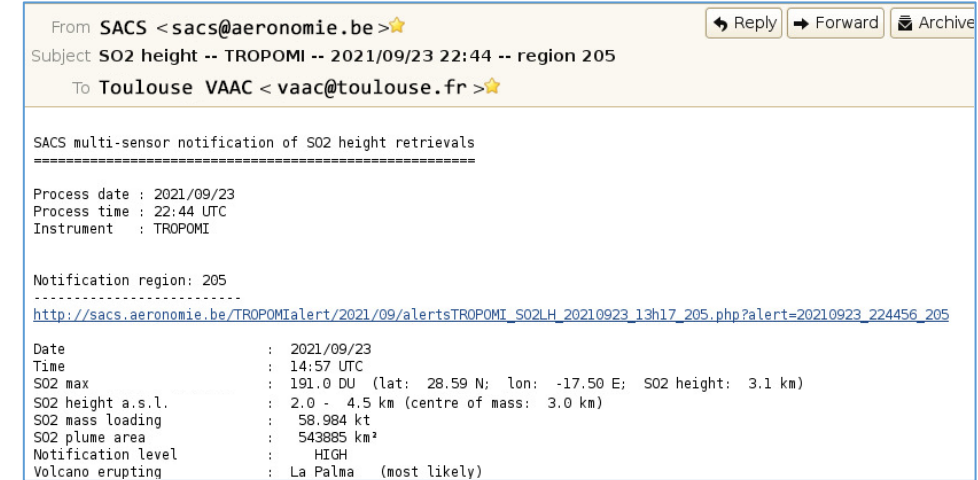 From SACS <sacs@aeronomie.be>
Reply
Forward
Archive
Subject SO2 height -- TROPOMI -- 2021/09/23 22:44 -- region 205
To Toulouse VAAC < vaac@toulouse.fr >
SACS multi-sensor notification of SO2 height retrievals
=======================================================
Process date : 2021/09/23
Process time : 22:44 UTC
Instrument : TROPOMI
Notification region: 205
--------------------------
http://sacs.aeronomie.be/TROPOMIalert/2021/09/alertsTROPOMI_SO2LH_20210923_13h17_205.php?alert=20210923_224456_205
Date : 2021/09/23
Time : 14:57 UTC
SO2 max : 191.0 DU (lat: 28.59 N; lon: -17.50 E; SO2 height: 3.1 km)
SO2 height a.s.l. : 2.0 - 4.5 km (centre of mass: 3.0 km)
SO2 mass loading : 58.984 kt
SO2 plume area : 543885 km²
Notification level : HIGH
Volcano erupting : La Palma (most likely)